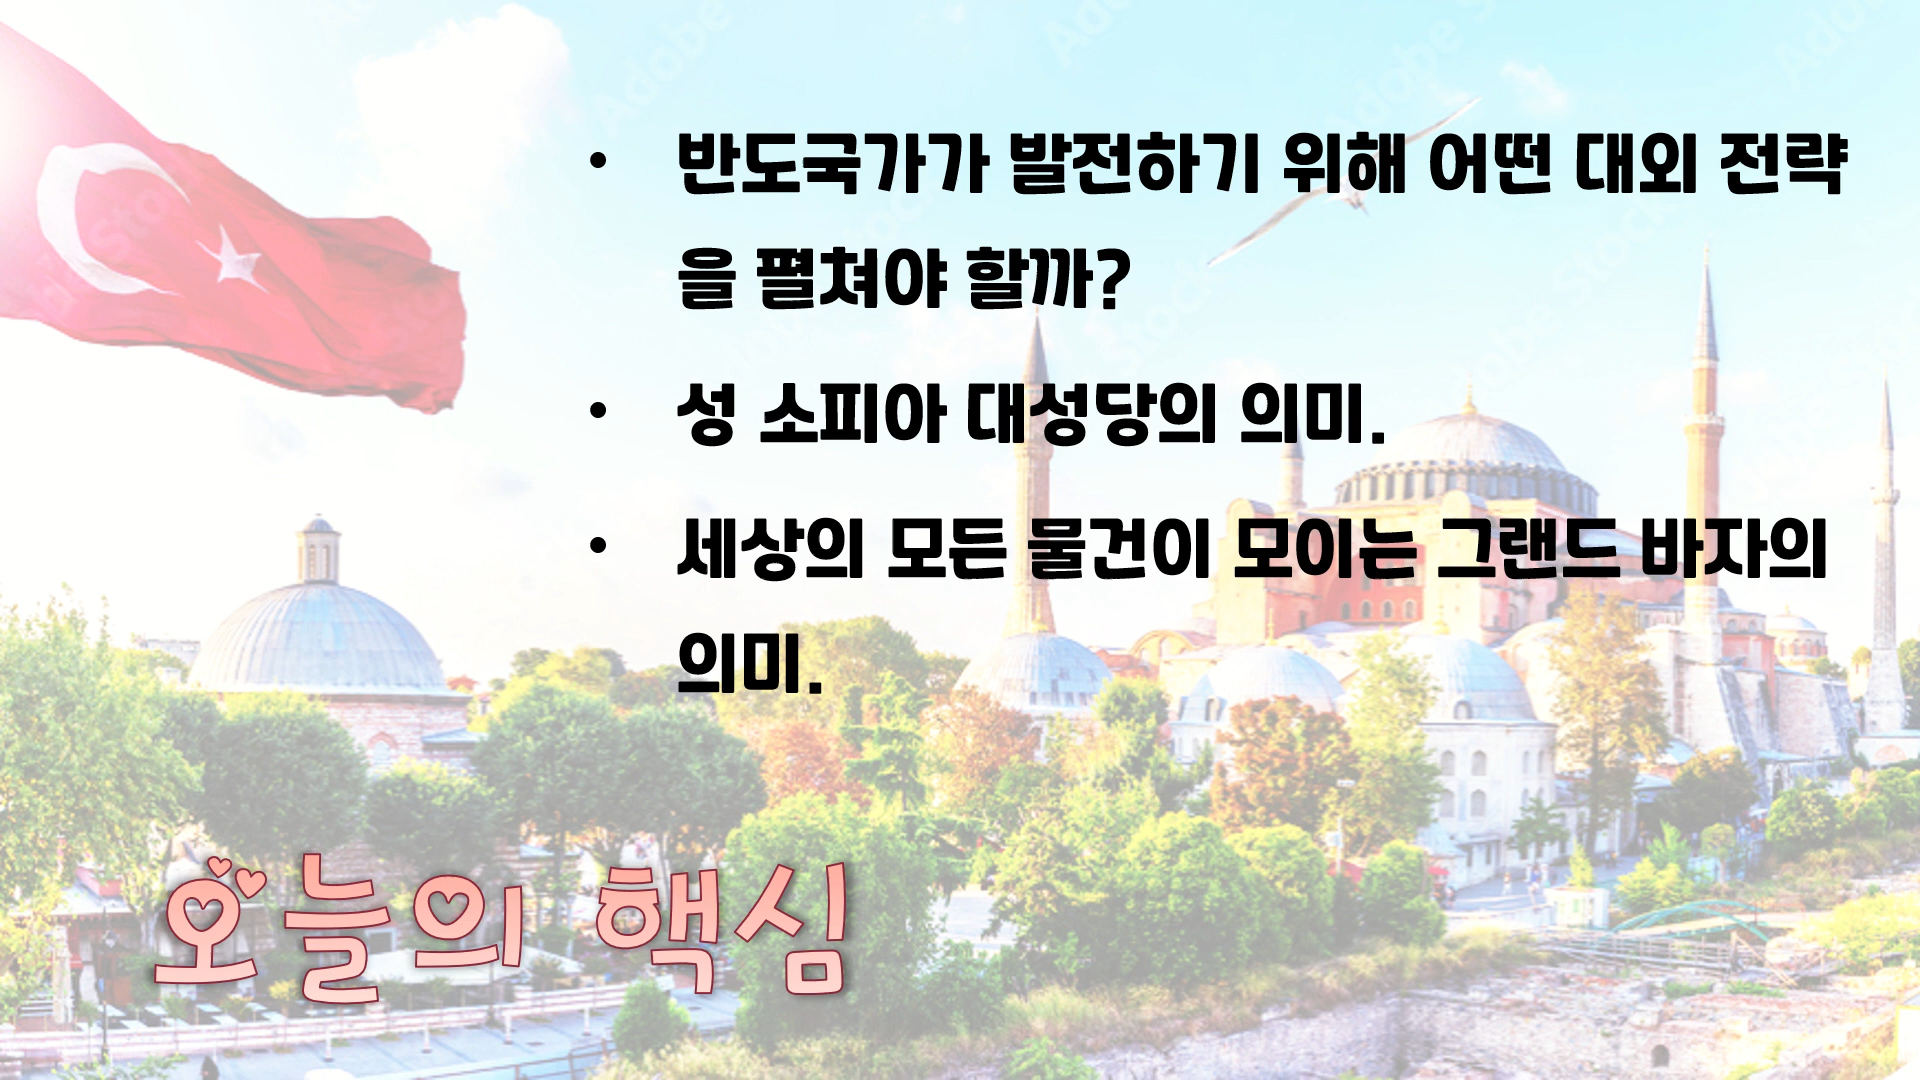 • 반도국가가 발전하기 위해 어떤 대외 전략
을 펼쳐야 할까?
• 성 소피아 대성당의 의미.
• 세상의 모든 물건이 모이는 그랜드 바자의
의미.
오늘의 핵심